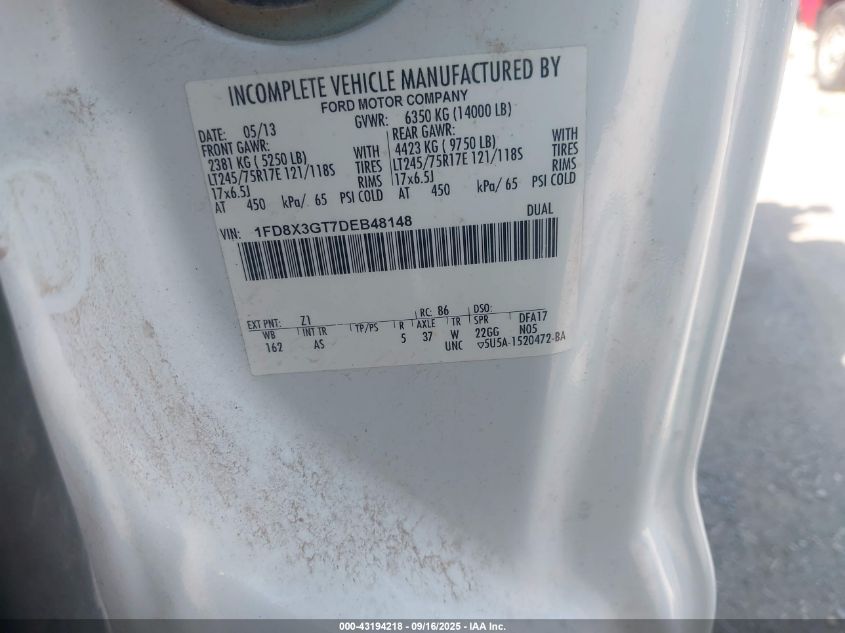 INCOMPLETE VEHICLE MANUFACTURED BY
FORD MOTOR COMPANY
DATE: 05/13 GVWR: 6350 KG (14000 LB)
FRONT GAWR: REAR GAWR:
2381 KG (5250 LB) WITH 4423 KG (9750 LB) WITH
LT245/75R17E 121/118S TIRES LT245/75R17E 121/118S TIRES
17x6.5J RIMS 17x6.5J RIMS
AT 450 kPa/ 65 PSI COLD AT 450 kPa/ 65 PSI COLD
VIN: 1FD8X3GT7DEB48148 DUAL
EXT PNT: Z1 RC: 86 DSO:
WB INT TR TP/PS R AXLE TR SPR DFA17
162 AS 5 37 W 22GG N05
UNC ▽5U5A-1520472-BA
000-43194218 - 09/16/2025 - IAA Inc.